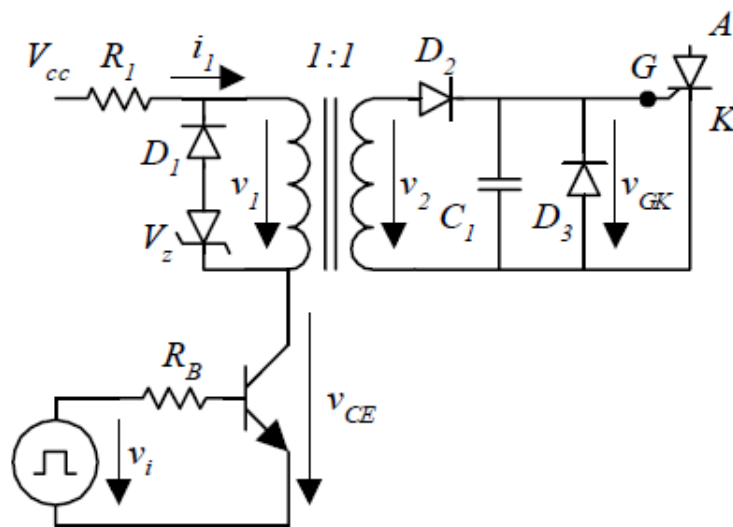 V_cc R_1 i_1 1:1 D_2 G A
K
D_1 v_1 v_2 C_1 D_3 v_GK
V_z
R_B
v_CE
v_i